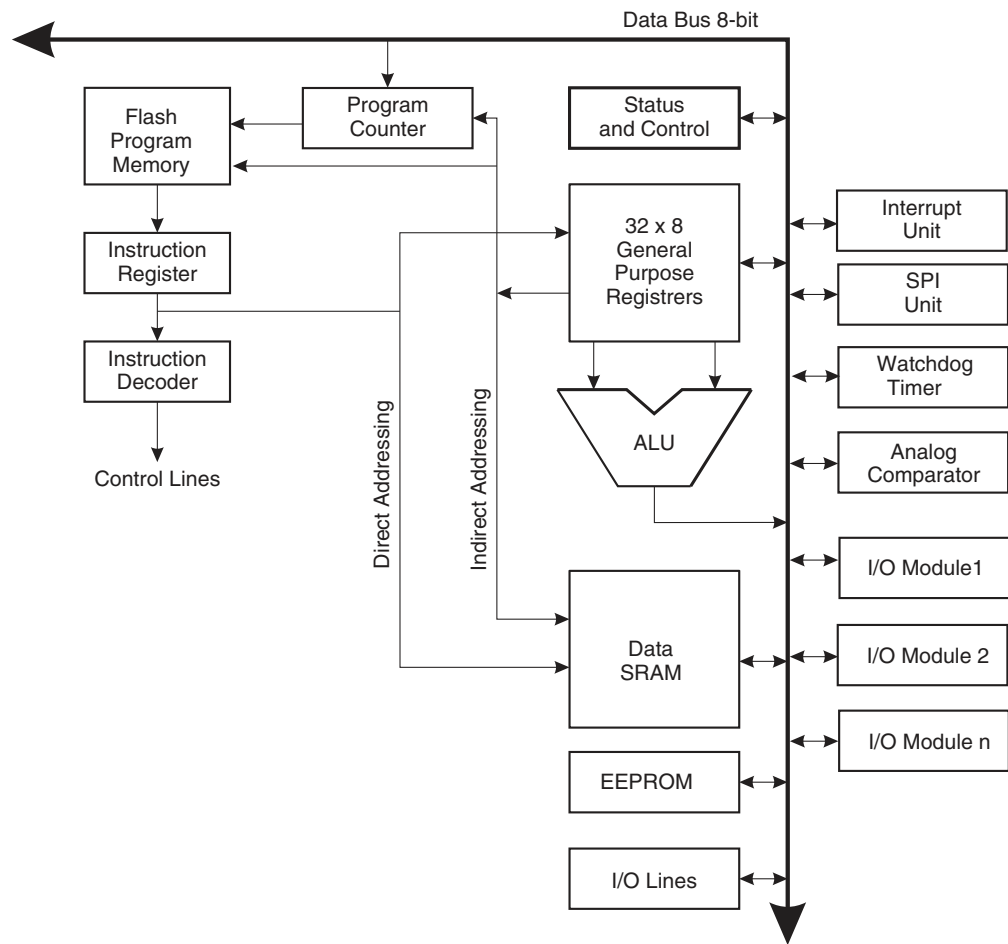 Data Bus 8-bit
Flash
Program
Memory
Program
Counter
Status
and Control
Instruction
Register
32 x 8
General
Purpose
Registrers
Interrupt
Unit
SPI
Unit
Instruction
Decoder
Watchdog
Timer
Control Lines
Direct Addressing
Indirect Addressing
ALU
Analog
Comparator
I/O Module1
Data
SRAM
I/O Module 2
I/O Module n
EEPROM
I/O Lines